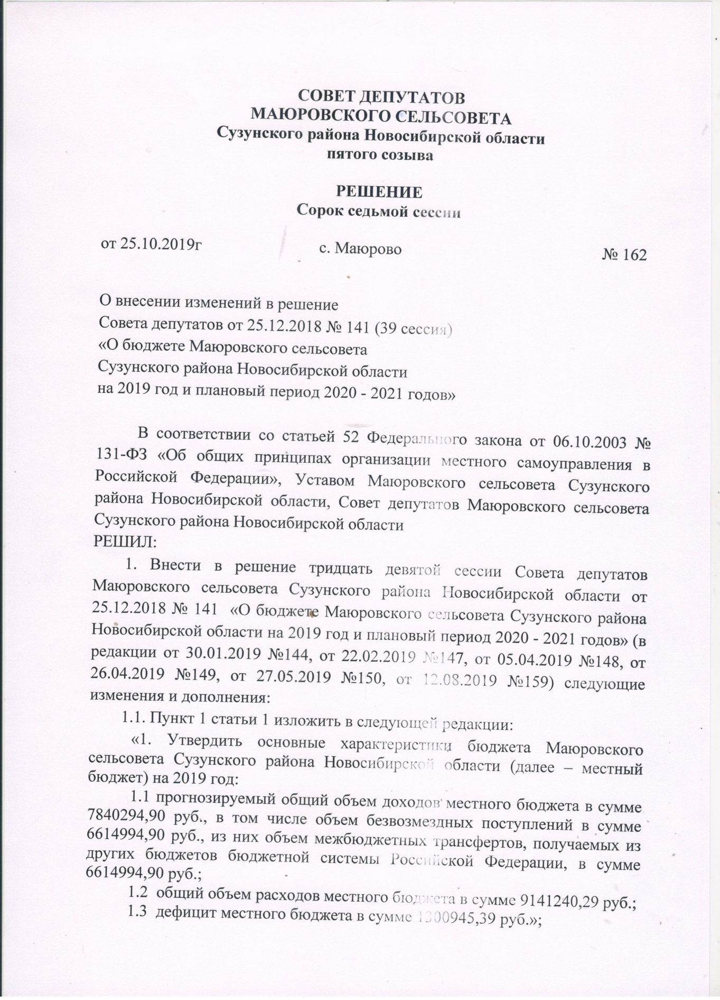 СОВЕТ ДЕПУТАТОВ
МАЮРОВСКОГО СЕЛЬСОВЕТА
Сузунского района Новосибирской области
пятого созыва
РЕШЕНИЕ
Сорок седьмой сессии
от 25.10.2019г с. Маюрово № 162
О внесении изменений в решение
Совета депутатов от 25.12.2018 № 141 (39 сессия)
«О бюджете Маюровского сельсовета
Сузунского района Новосибирской области
на 2019 год и плановый период 2020 - 2021 годов»
В соответствии со статьей 52 Федерального закона от 06.10.2003 №
131-ФЗ «Об общих принципах организации местного самоуправления в
Российской Федерации», Уставом Маюровского сельсовета Сузунского
района Новосибирской области, Совет депутатов Маюровского сельсовета
Сузунского района Новосибирской области
РЕШИЛ:
1. Внести в решение тридцать девятой сессии Совета депутатов
Маюровского сельсовета Сузунского района Новосибирской области от
25.12.2018 № 141 «О бюджете Маюровского сельсовета Сузунского района
Новосибирской области на 2019 год и плановый период 2020 - 2021 годов» (в
редакции от 30.01.2019 №144, от 22.02.2019 №147, от 05.04.2019 №148, от
26.04.2019 №149, от 27.05.2019 №150, от 12.08.2019 №159) следующие
изменения и дополнения:
1.1. Пункт 1 статьи 1 изложить в следующей редакции:
«1. Утвердить основные характеристики бюджета Маюровского
сельсовета Сузунского района Новосибирской области (далее – местный
бюджет) на 2019 год:
1.1 прогнозируемый общий объем доходов местного бюджета в сумме
7840294,90 руб., в том числе объем безвозмездных поступлений в сумме
6614994,90 руб., из них объем межбюджетных трансфертов, получаемых из
других бюджетов бюджетной системы Российской Федерации, в сумме
6614994,90 руб.;
1.2 общий объем расходов местного бюджета в сумме 9141240,29 руб.;
1.3 дефицит местного бюджета в сумме 1300945,39 руб.»;